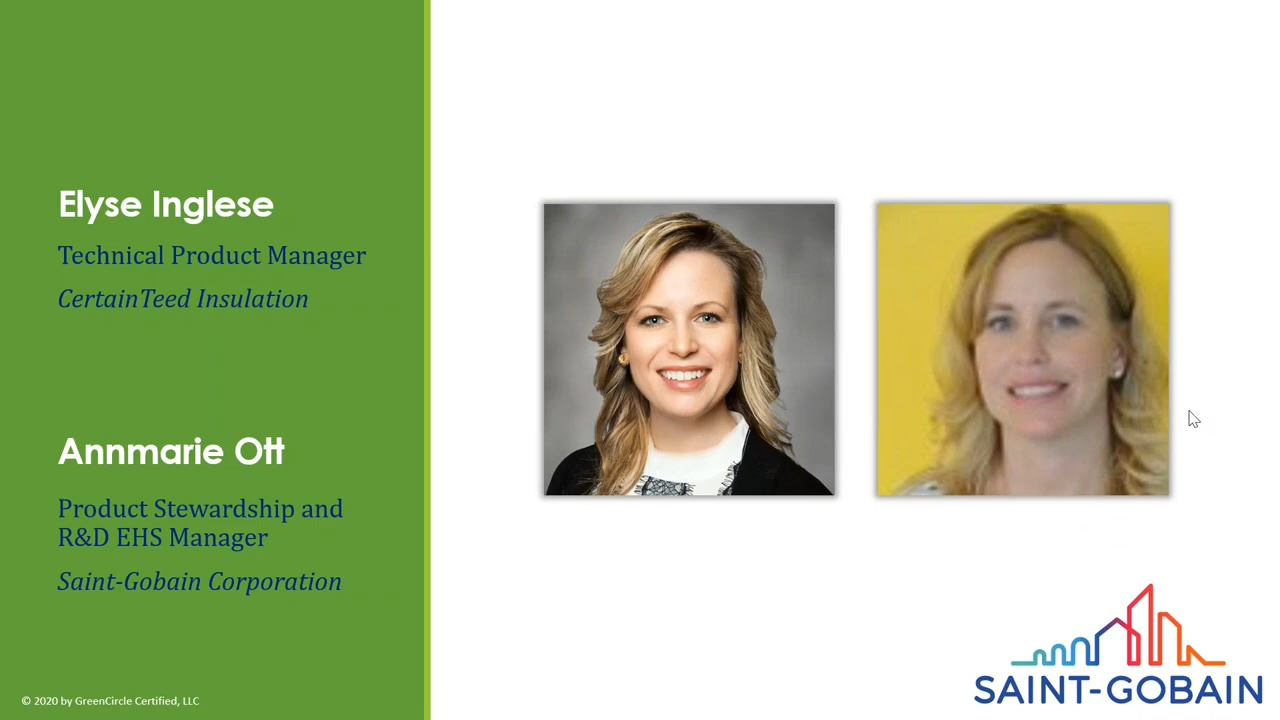 Elyse Inglese
Technical Product Manager
CertainTeed Insulation
Annmarie Ott
Product Stewardship and
R&D EHS Manager
Saint-Gobain Corporation
© 2020 by GreenCircle Certified, LLC
SAINT-GOBAIN